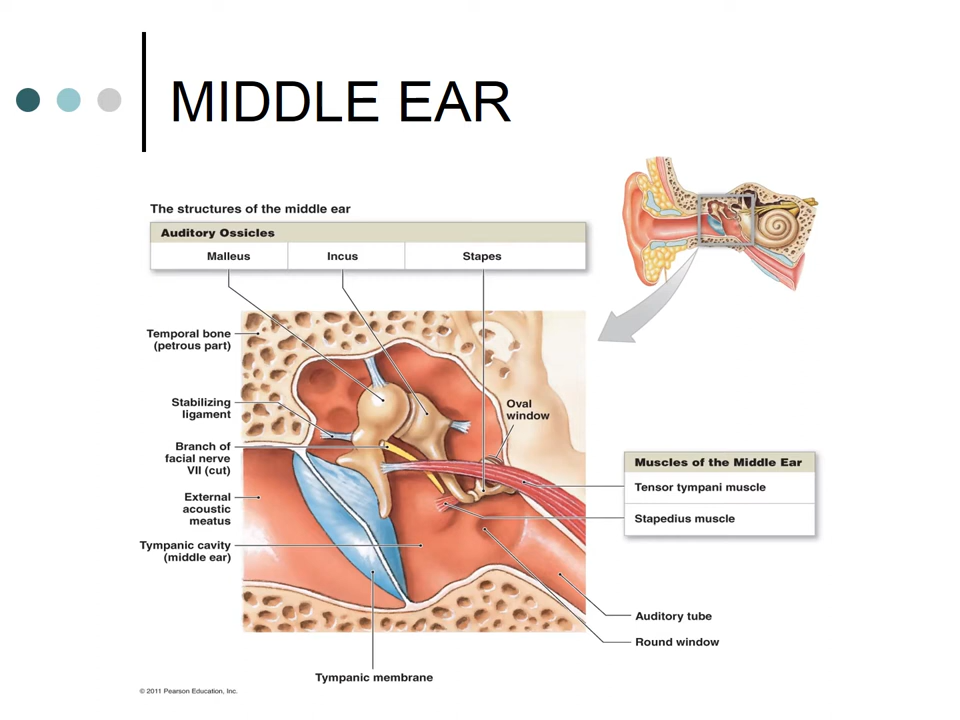 MIDDLE EAR
The structures of the middle ear
Auditory Ossicles
Malleus
Incus
Stapes
Temporal bone
(petrous part)
Stabilizing
ligament
Branch of
facial nerve
VII (cut)
External
acoustic
meatus
Tympanic cavity
(middle ear)
Tympanic membrane
Oval
window
Muscles of the Middle Ear
Tensor tympani muscle
Stapedius muscle
Auditory tube
Round window
© 2011 Pearson Education, Inc.